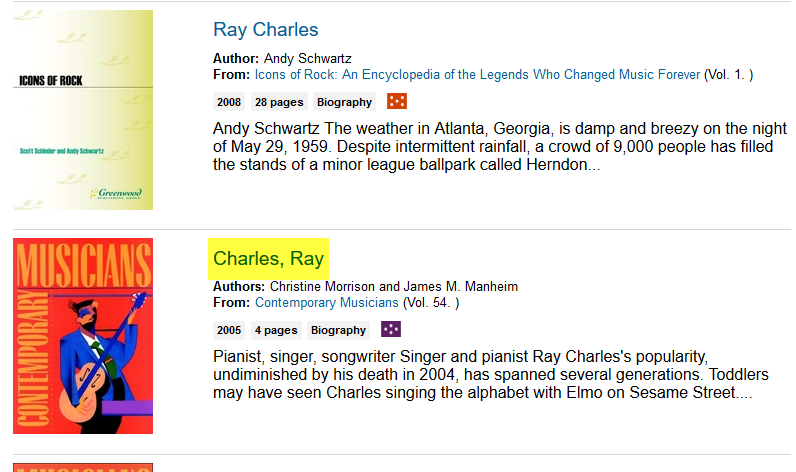 Ray Charles
Author: Andy Schwartz
From: Icons of Rock: An Encyclopedia of the Legends Who Changed Music Forever (Vol. 1. )
2008 28 pages Biography
Andy Schwartz The weather in Atlanta, Georgia, is damp and breezy on the night
of May 29, 1959. Despite intermittent rainfall, a crowd of 9,000 people has filled
the stands of a minor league ballpark called Herndon...
ICONS OF ROCK
Scott Schinder and Andy Schwartz
Greenwood
PUBLISHING GROUP
Charles, Ray
Authors: Christine Morrison and James M. Manheim
From: Contemporary Musicians (Vol. 54. )
2005 4 pages Biography
Pianist, singer, songwriter Singer and pianist Ray Charles's popularity,
undiminished by his death in 2004, has spanned several generations. Toddlers
may have seen Charles singing the alphabet with Elmo on Sesame Street....
MUSICIANS
CONTEMPORARY
MUSICIANS